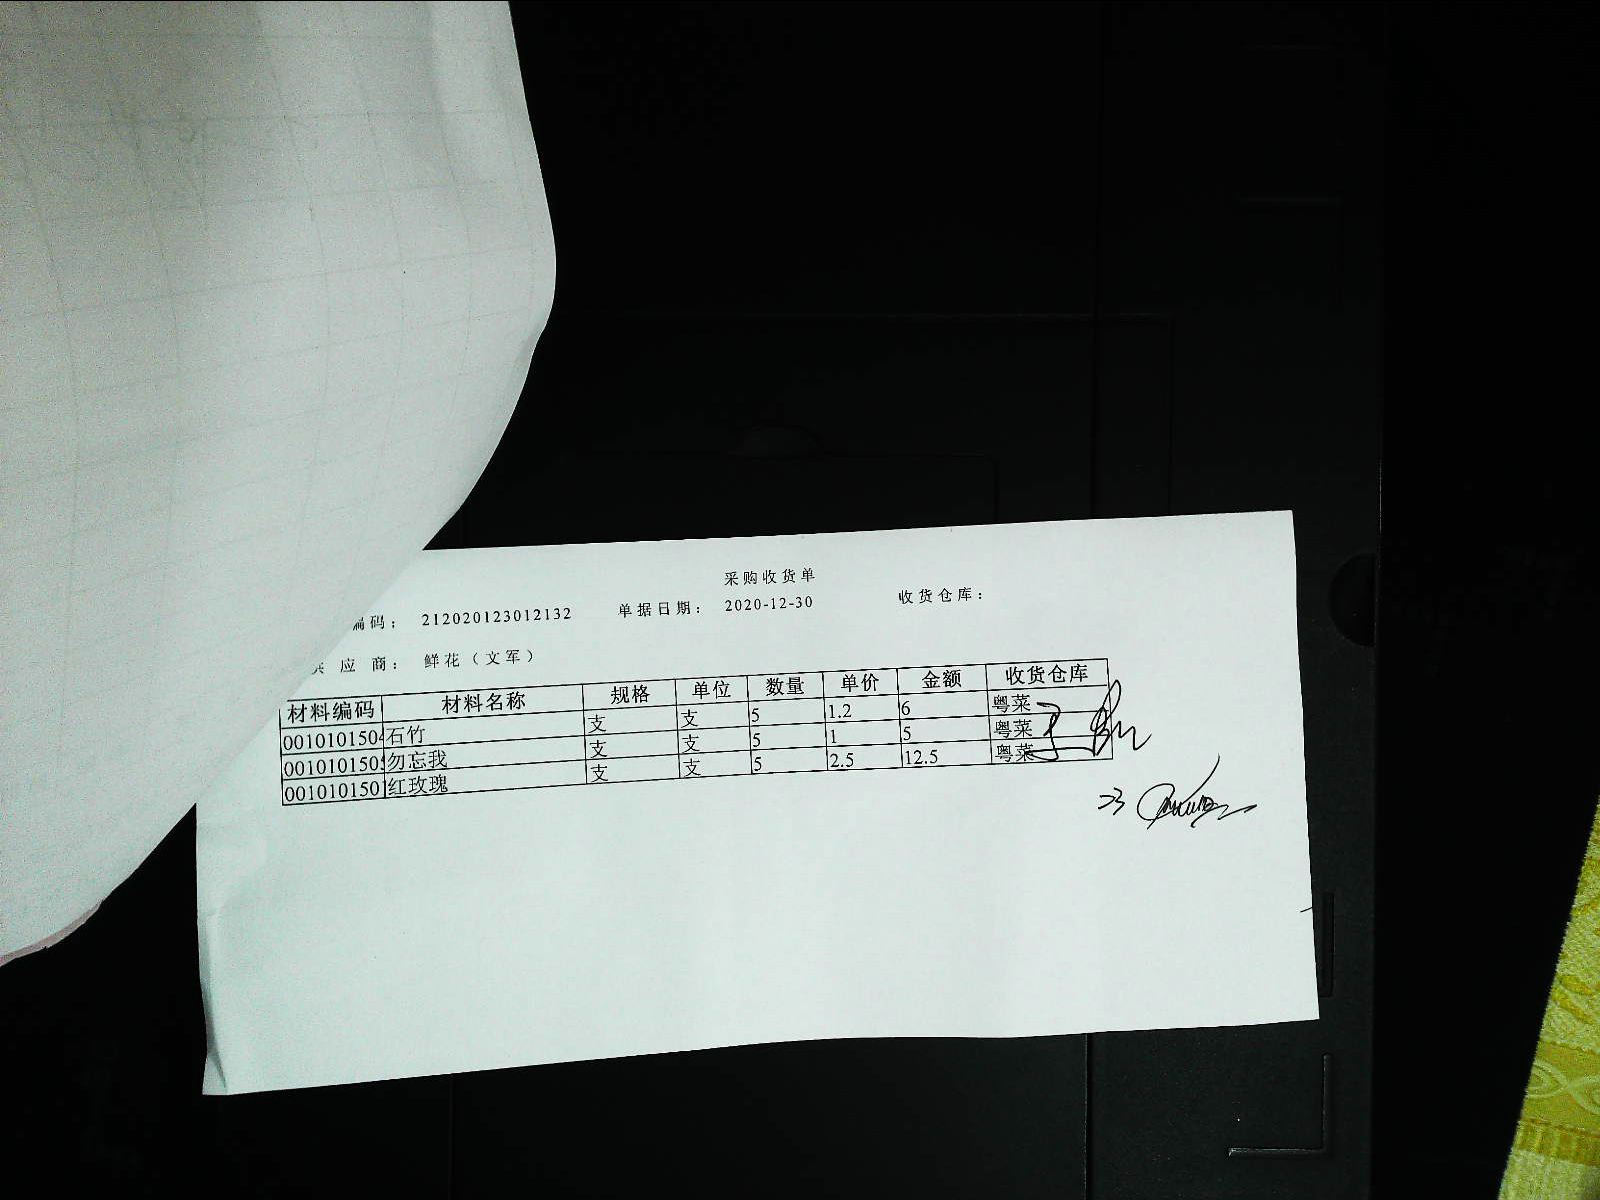 采购收货单
编码： 212020123012132 单据日期： 2020-12-30 收货仓库：
应 商： 鲜花（文军）
材料编码 材料名称 规格 单位 数量 单价 金额 收货仓库
001010150 石竹 支 支 5 1.2 6 粤菜
001010150 勿忘我 支 支 5 1 5 粤菜
001010150 红玫瑰 支 支 5 2.5 12.5 粤菜